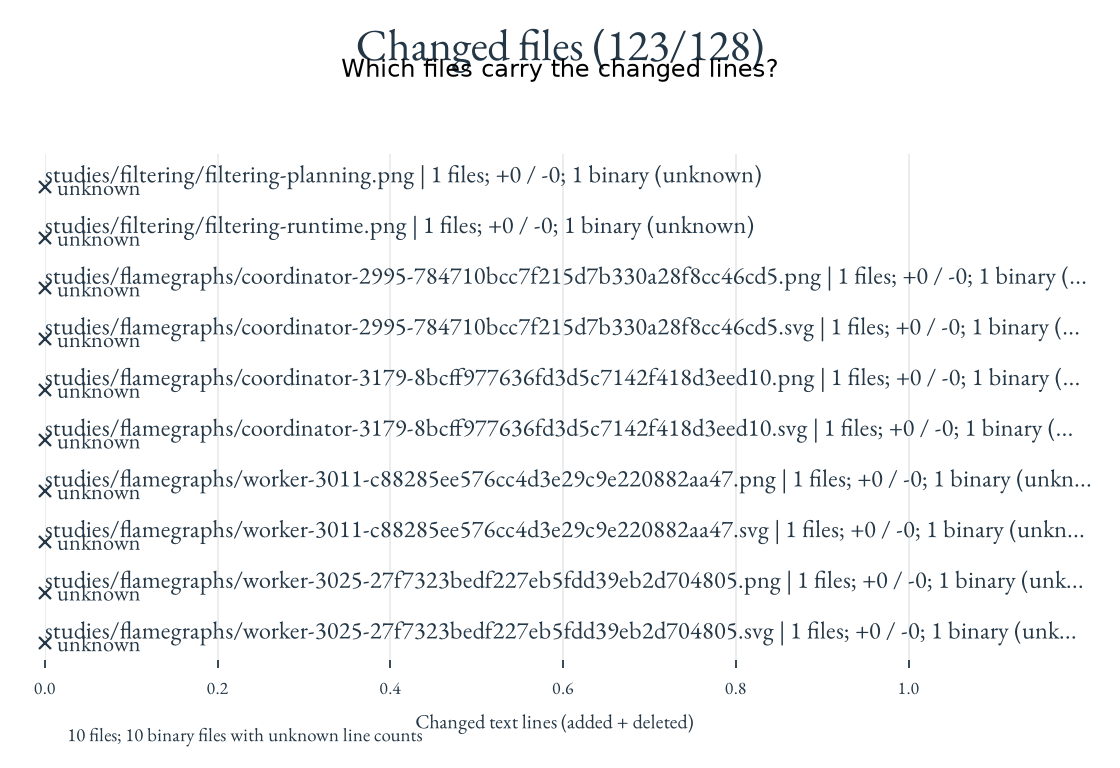 Changed files (123/128)
Which files carry the changed lines?
studies/filtering/filtering-planning.png | 1 files; +0 / -0; 1 binary (unknown)
unknown
studies/filtering/filtering-runtime.png | 1 files; +0 / -0; 1 binary (unknown)
unknown
studies/flamegraphs/coordinator-2995-784710bcc7f215d7b330a28f8cc46cd5.png | 1 files; +0 / -0; 1 binary (...
unknown
studies/flamegraphs/coordinator-2995-784710bcc7f215d7b330a28f8cc46cd5.svg | 1 files; +0 / -0; 1 binary (...
unknown
studies/flamegraphs/coordinator-3179-8bcff977636fd3d5c7142f418d3eed10.png | 1 files; +0 / -0; 1 binary (...
unknown
studies/flamegraphs/coordinator-3179-8bcff977636fd3d5c7142f418d3eed10.svg | 1 files; +0 / -0; 1 binary (...
unknown
studies/flamegraphs/worker-3011-c88285ee576cc4d3e29c9e220882aa47.png | 1 files; +0 / -0; 1 binary (unkn...
unknown
studies/flamegraphs/worker-3011-c88285ee576cc4d3e29c9e220882aa47.svg | 1 files; +0 / -0; 1 binary (unkn...
unknown
studies/flamegraphs/worker-3025-27f7323bedf227eb5fdd39eb2d704805.png | 1 files; +0 / -0; 1 binary (unk...
unknown
studies/flamegraphs/worker-3025-27f7323bedf227eb5fdd39eb2d704805.svg | 1 files; +0 / -0; 1 binary (unk...
unknown
0.0 0.2 0.4 0.6 0.8 1.0
Changed text lines (added + deleted)
10 files; 10 binary files with unknown line counts